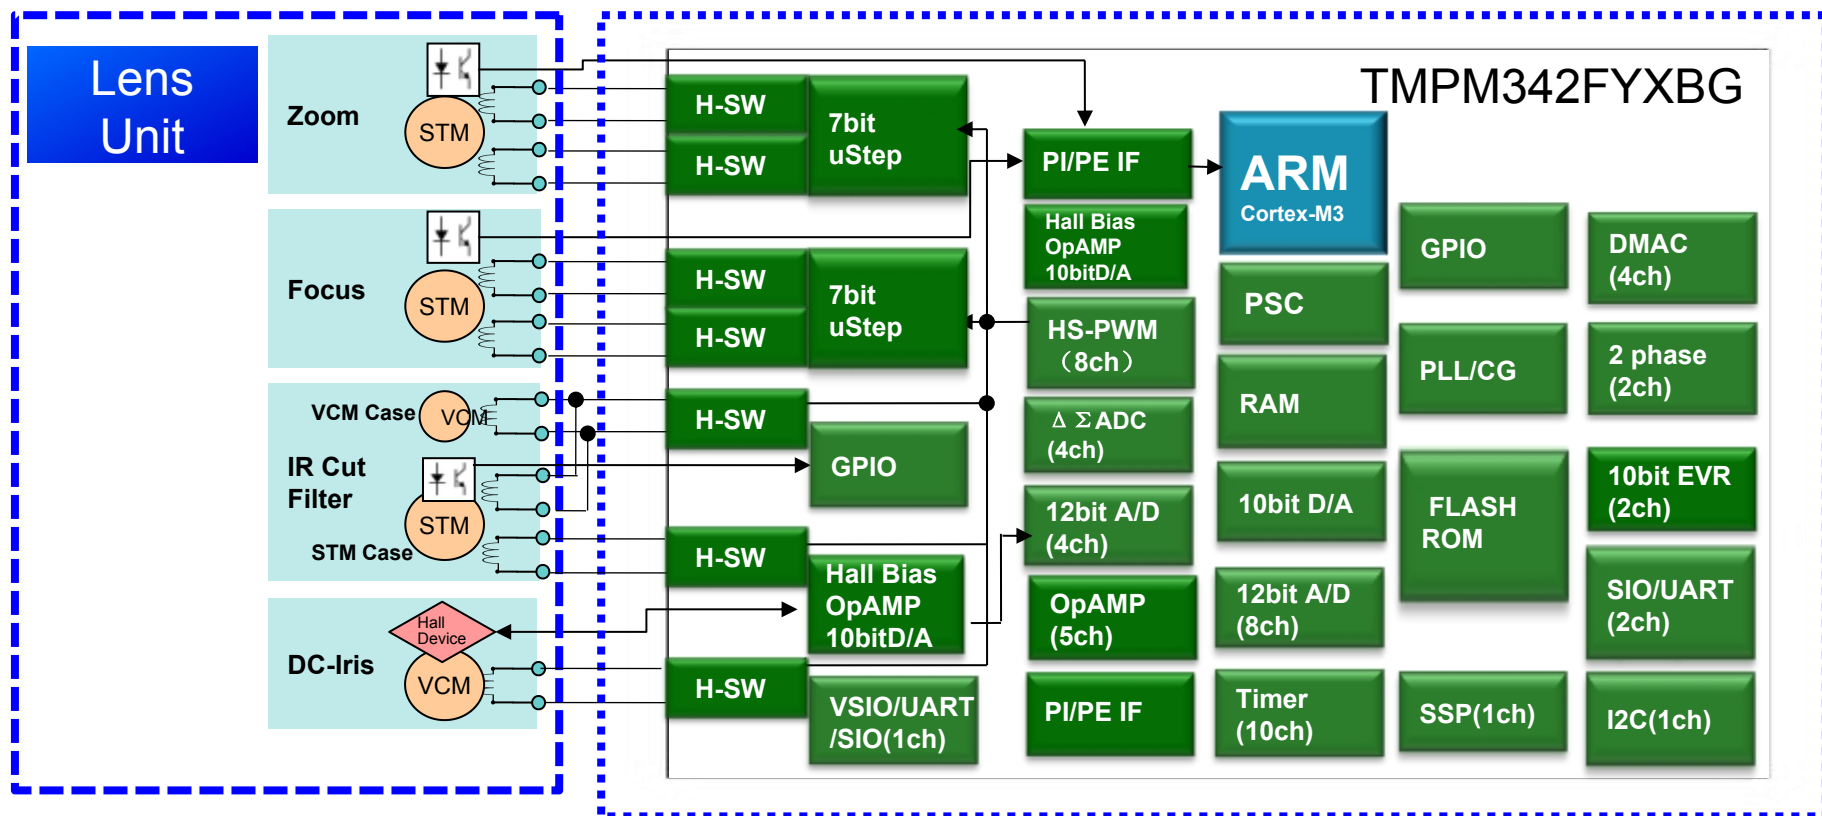 Lens
Unit
Zoom
STM
Focus
STM
VCM Case
VCM
IR Cut
Filter
STM
STM Case
Hall
Device
DC-Iris
VCM
TMPM342FYXBG
H-SW
H-SW
7bit
uStep
H-SW
H-SW
7bit
uStep
H-SW
GPIO
H-SW
Hall Bias
OpAMP
10bitD/A
H-SW
VSIO/UART
/SIO(1ch)
PI/PE IF
Hall Bias
OpAMP
10bitD/A
HS-PWM
（8ch）
Δ Σ ADC
(4ch)
12bit A/D
(4ch)
OpAMP
(5ch)
PI/PE IF
ARM
Cortex-M3
PSC
RAM
10bit D/A
12bit A/D
(8ch)
Timer
(10ch)
GPIO
PLL/CG
FLASH
ROM
SSP(1ch)
DMAC
(4ch)
2 phase
(2ch)
10bit EVR
(2ch)
SIO/UART
(2ch)
I2C(1ch)